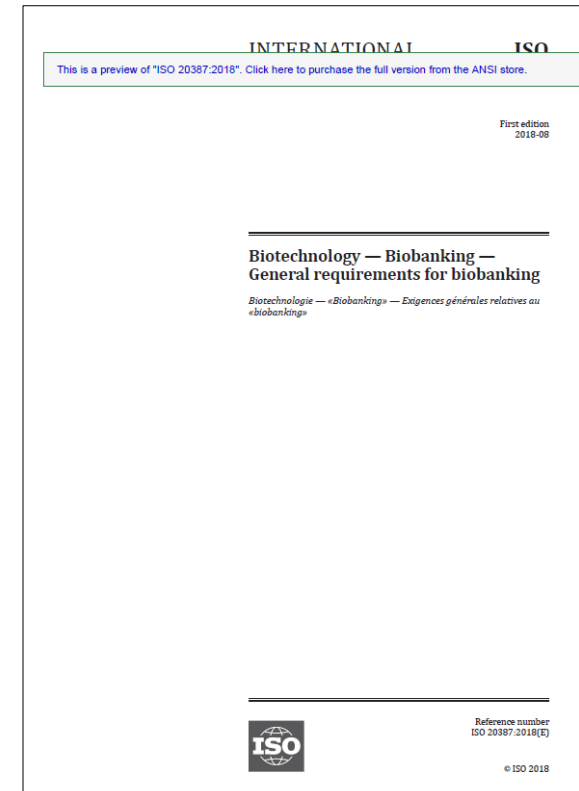 INTERNATIONAL ISO
This is a preview of "ISO 20387:2018". Click here to purchase the full version from the ANSI store.
First edition
2018-08
Biotechnology — Biobanking —
General requirements for biobanking
Biotechnologie — «Biobanking» — Exigences générales relatives au
«biobanking»
ISO
Reference number
ISO 20387:2018(E)
© ISO 2018